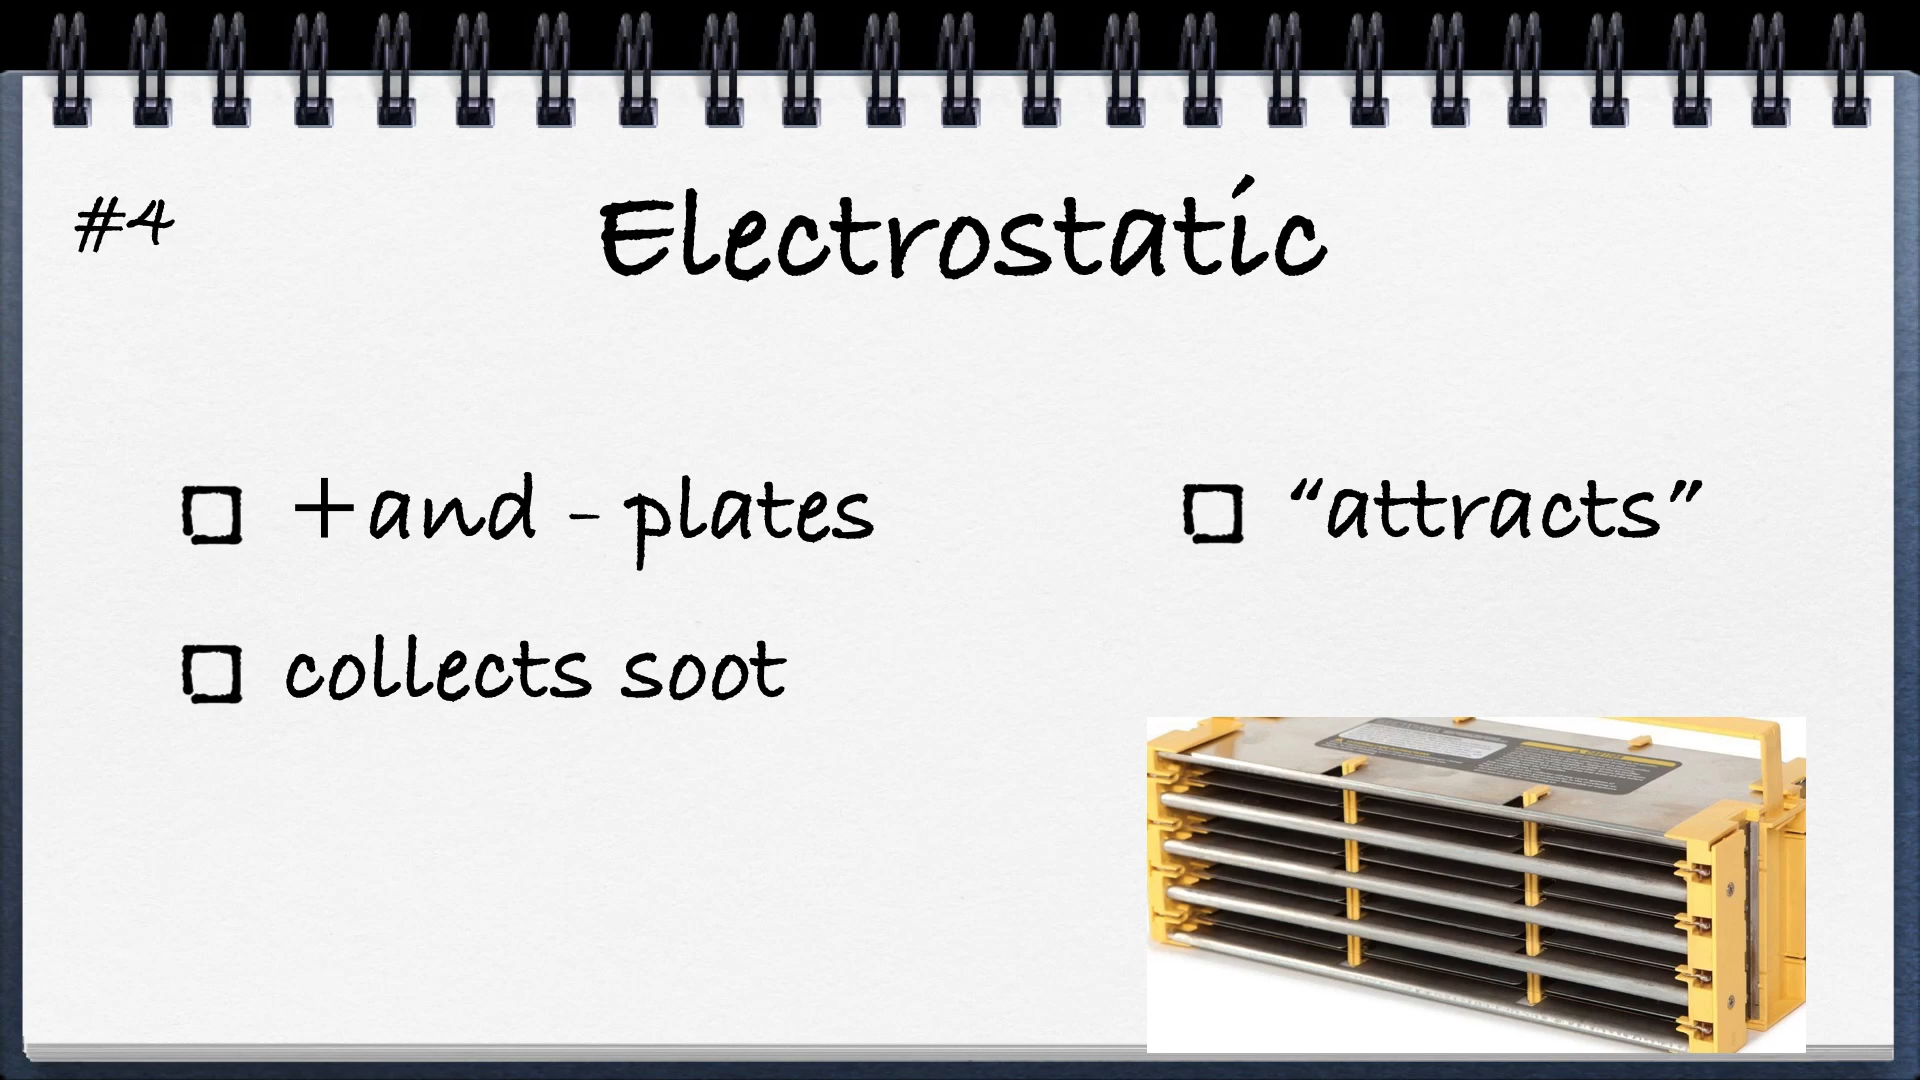 #4
Electrostatic
+and - plates
collects soot
“attracts”